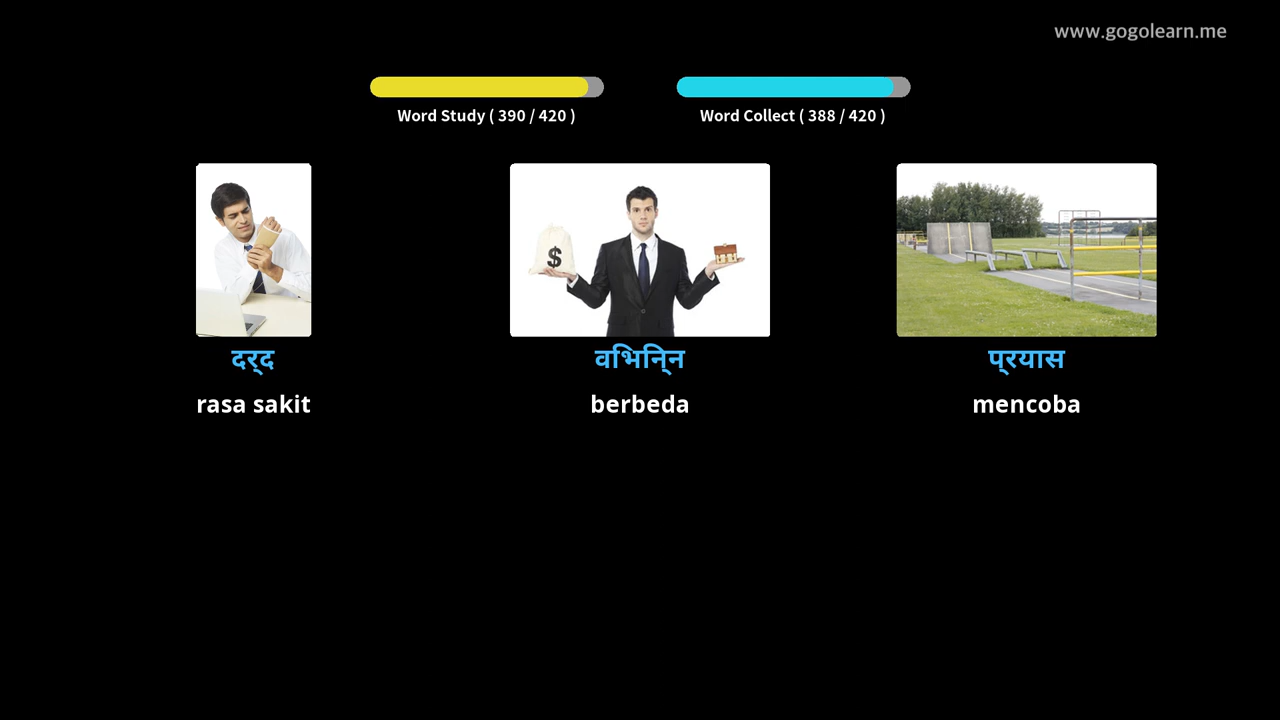 www.gogolearn.me
Word Study ( 390 / 420 )
Word Collect ( 388 / 420 )
$
दर्द
विभिन्न
प्रयास
rasa sakit
berbeda
mencoba